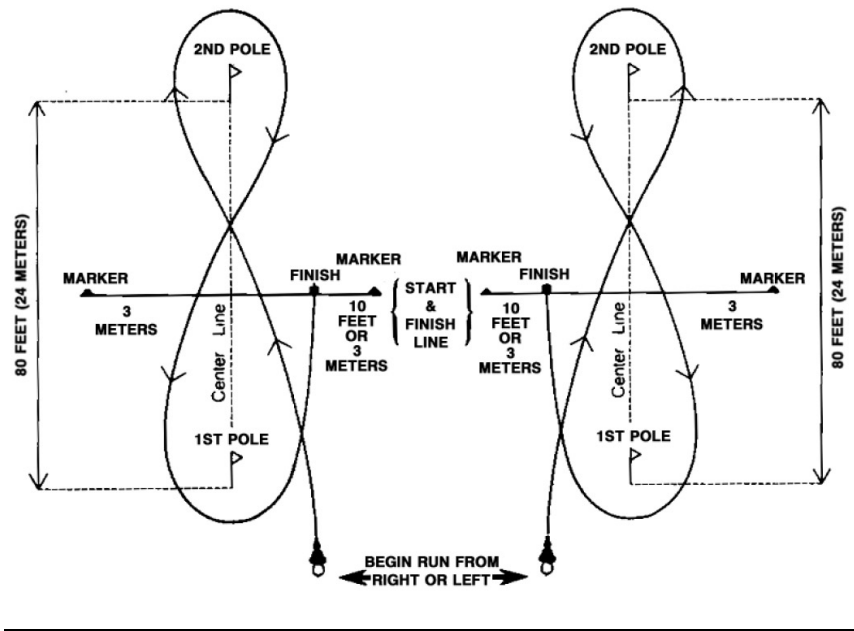 2ND POLE
2ND POLE
80 FEET (24 METERS)
MARKER
3
METERS
FINISH
MARKER
10
FEET
OR
3
METERS
START
&
FINISH
LINE
MARKER
FINISH
10
FEET
OR
3
METERS
MARKER
3
METERS
80 FEET (24 METERS)
Center Line
Center Line
1ST POLE
1ST POLE
BEGIN RUN FROM
RIGHT OR LEFT